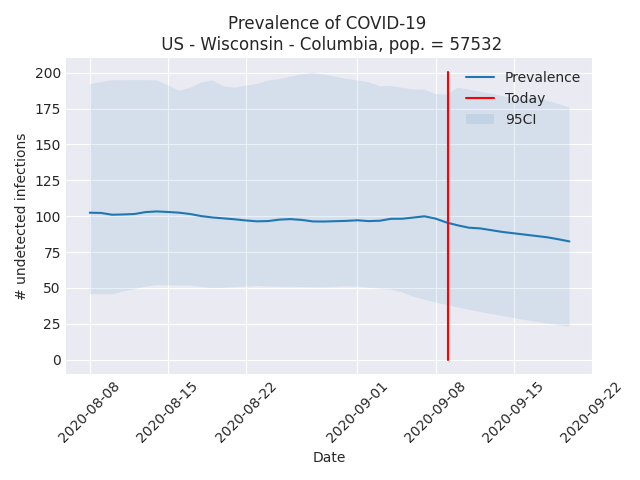 Prevalence of COVID-19
US - Wisconsin - Columbia, pop. = 57532
200
175
150
125
100
75
50
25
0
# undetected infections
Prevalence
Today
95CI
2020-08-08
2020-08-15
2020-08-22
2020-09-01
2020-09-08
2020-09-15
2020-09-22
Date